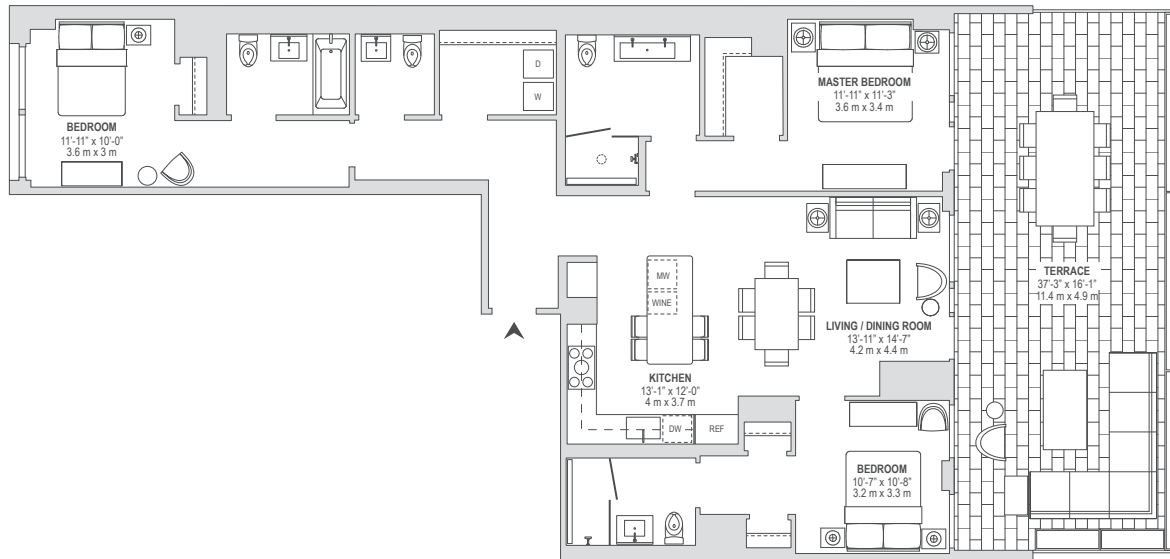 BEDROOM
11'-11" x 10'-0"
3.6 m x 3 m
D
W
MASTER BEDROOM
11'-11" x 11'-3"
3.6 m x 3.4 m
TERRACE
37'-3" x 16'-1"
11.4 m x 4.9 m
MW
WINE
LIVING / DINING ROOM
13'-11" x 14'-7"
4.2 m x 4.4 m
KITCHEN
13'-1" x 12'-0"
4 m x 3.7 m
DW
REF
BEDROOM
10'-7" x 10'-8"
3.2 m x 3.3 m